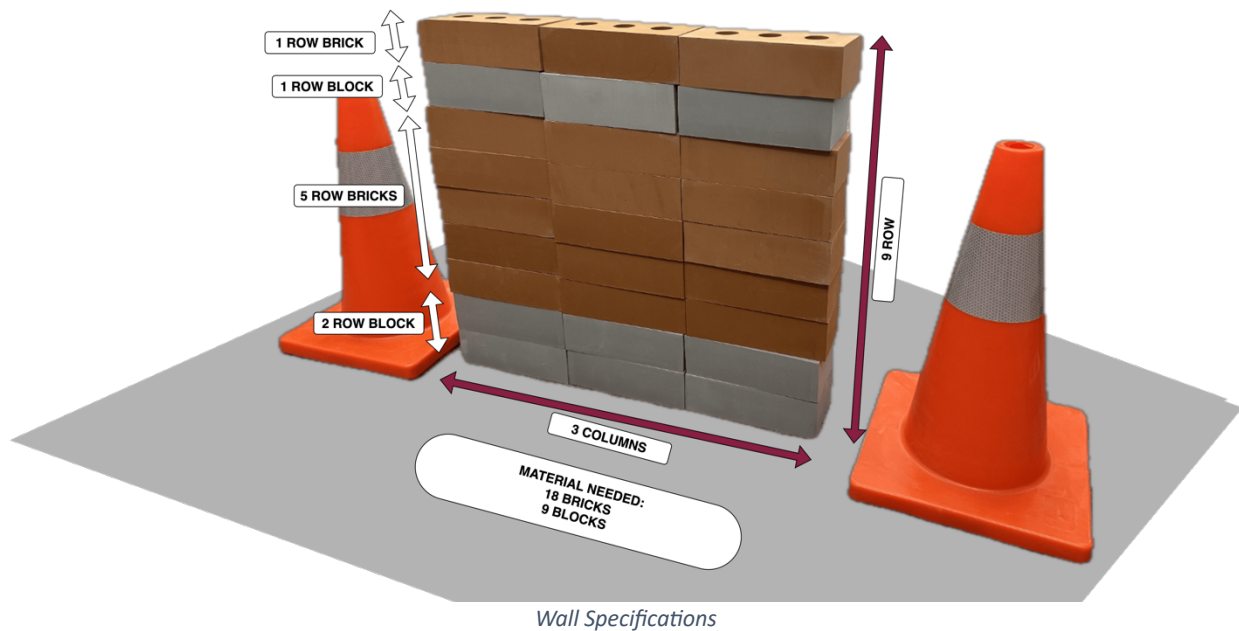 1 ROW BRICK
1 ROW BLOCK
5 ROW BRICKS
2 ROW BLOCK
9 ROW
3 COLUMNS
MATERIAL NEEDED:
18 BRICKS
9 BLOCKS
Wall Specifications